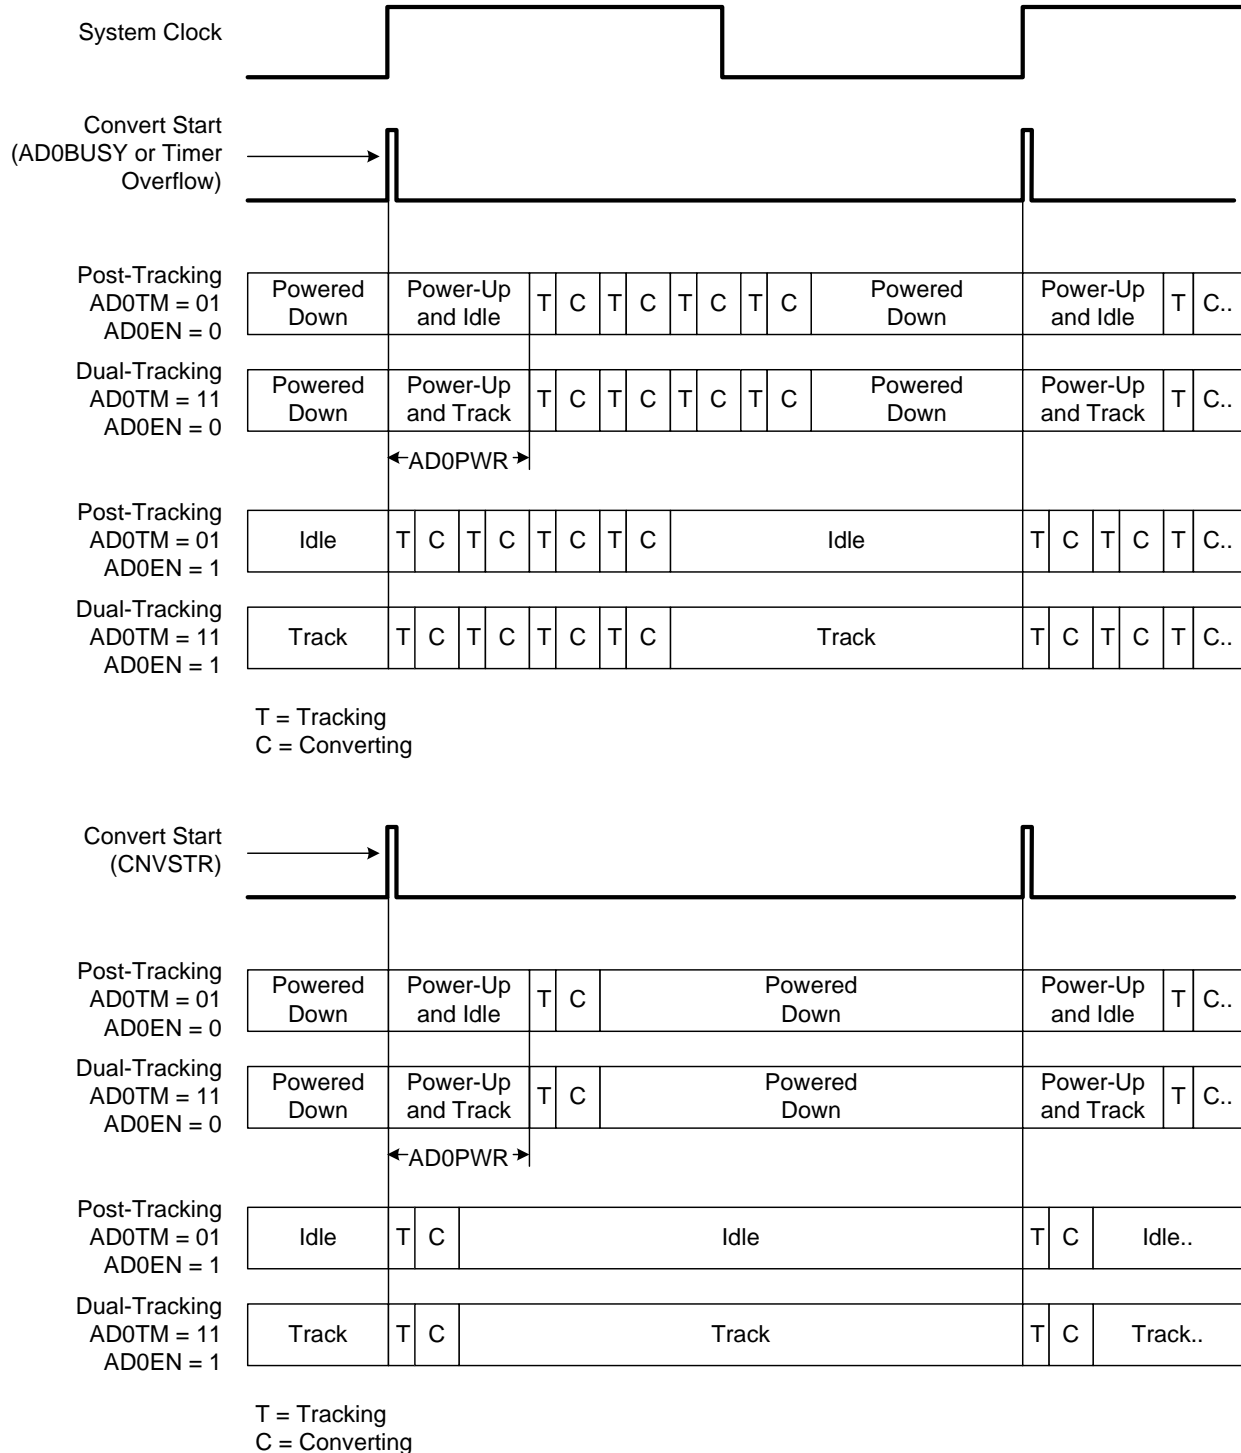 System Clock
Convert Start
(AD0BUSY or Timer
Overflow)
Post-Tracking
AD0TM = 01
AD0EN = 0
Powered
Down
Power-Up
and Idle
T C T C T C T C
Powered
Down
Power-Up
and Idle
T C..
Dual-Tracking
AD0TM = 11
AD0EN = 0
Powered
Down
Power-Up
and Track
T C T C T C T C
Powered
Down
Power-Up
and Track
T C..
AD0PWR
Post-Tracking
AD0TM = 01
AD0EN = 1
Idle T C T C T C T C Idle T C T C T C..
Dual-Tracking
AD0TM = 11
AD0EN = 1
Track T C T C T C T C Track T C T C T C..
T = Tracking
C = Converting
Convert Start
(CNVSTR)
Post-Tracking
AD0TM = 01
AD0EN = 0
Powered
Down
Power-Up
and Idle
T C
Powered
Down
Power-Up
and Idle
T C..
Dual-Tracking
AD0TM = 11
AD0EN = 0
Powered
Down
Power-Up
and Track
T C
Powered
Down
Power-Up
and Track
T C..
AD0PWR
Post-Tracking
AD0TM = 01
AD0EN = 1
Idle T C Idle T C Idle..
Dual-Tracking
AD0TM = 11
AD0EN = 1
Track T C Track T C Track..
T = Tracking
C = Converting